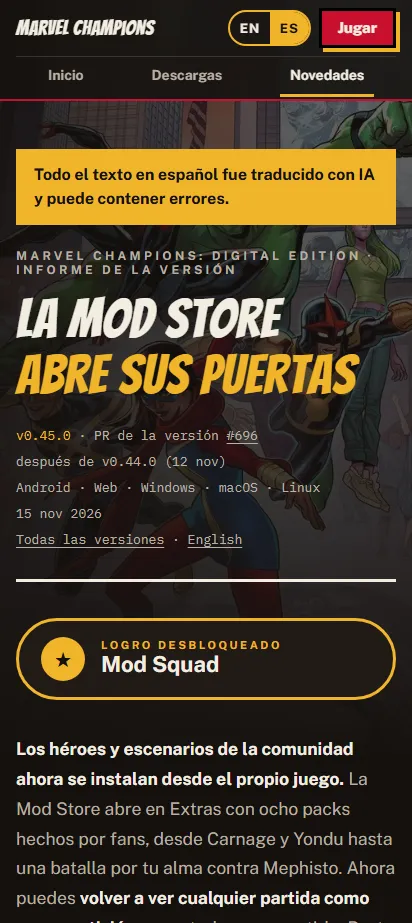 MARVEL CHAMPIONS
EN ES
Jugar
Inicio Descargas Novedades
Todo el texto en español fue traducido con IA
y puede contener errores.
MARVEL CHAMPIONS: DIGITAL EDITION ·
INFORME DE LA VERSIÓN
LA MOD STORE
ABRE SUS PUERTAS
v0.45.0 · PR de la versión #696
después de v0.44.0 (12 nov)
Android · Web · Windows · macOS · Linux
15 nov 2026
Todas las versiones · English
LOGRO DESBLOQUEADO
★ Mod Squad
Los héroes y escenarios de la comunidad
ahora se instalan desde el propio juego. La
Mod Store abre en Extras con ocho packs
hechos por fans, desde Carnage y Yondu hasta
una batalla por tu alma contra Mephisto. Ahora
puedes volver a ver cualquier partida como